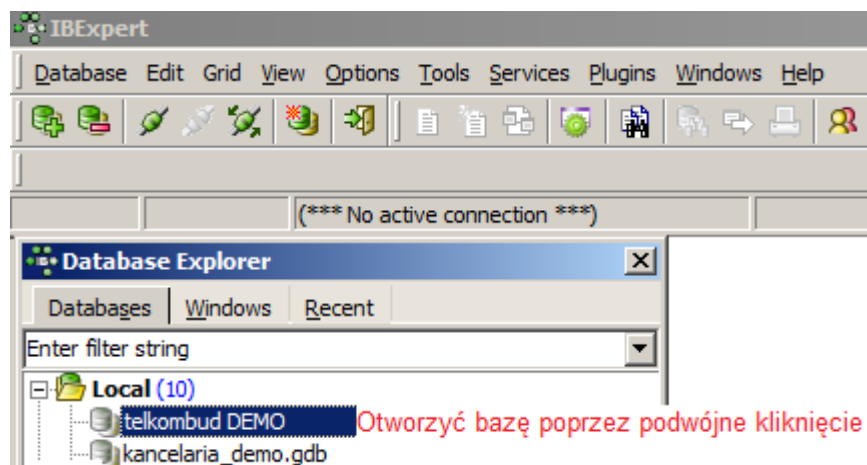 IBExpert
Database Edit Grid View Options Tools Services Plugins Windows Help
(*** No active connection ***)
Database Explorer
Databases Windows Recent
Enter filter string
Local (10)
telkombud DEMO Otworzyć bazę poprzez podwójne kliknięcie
kancelaria_demo.gdb